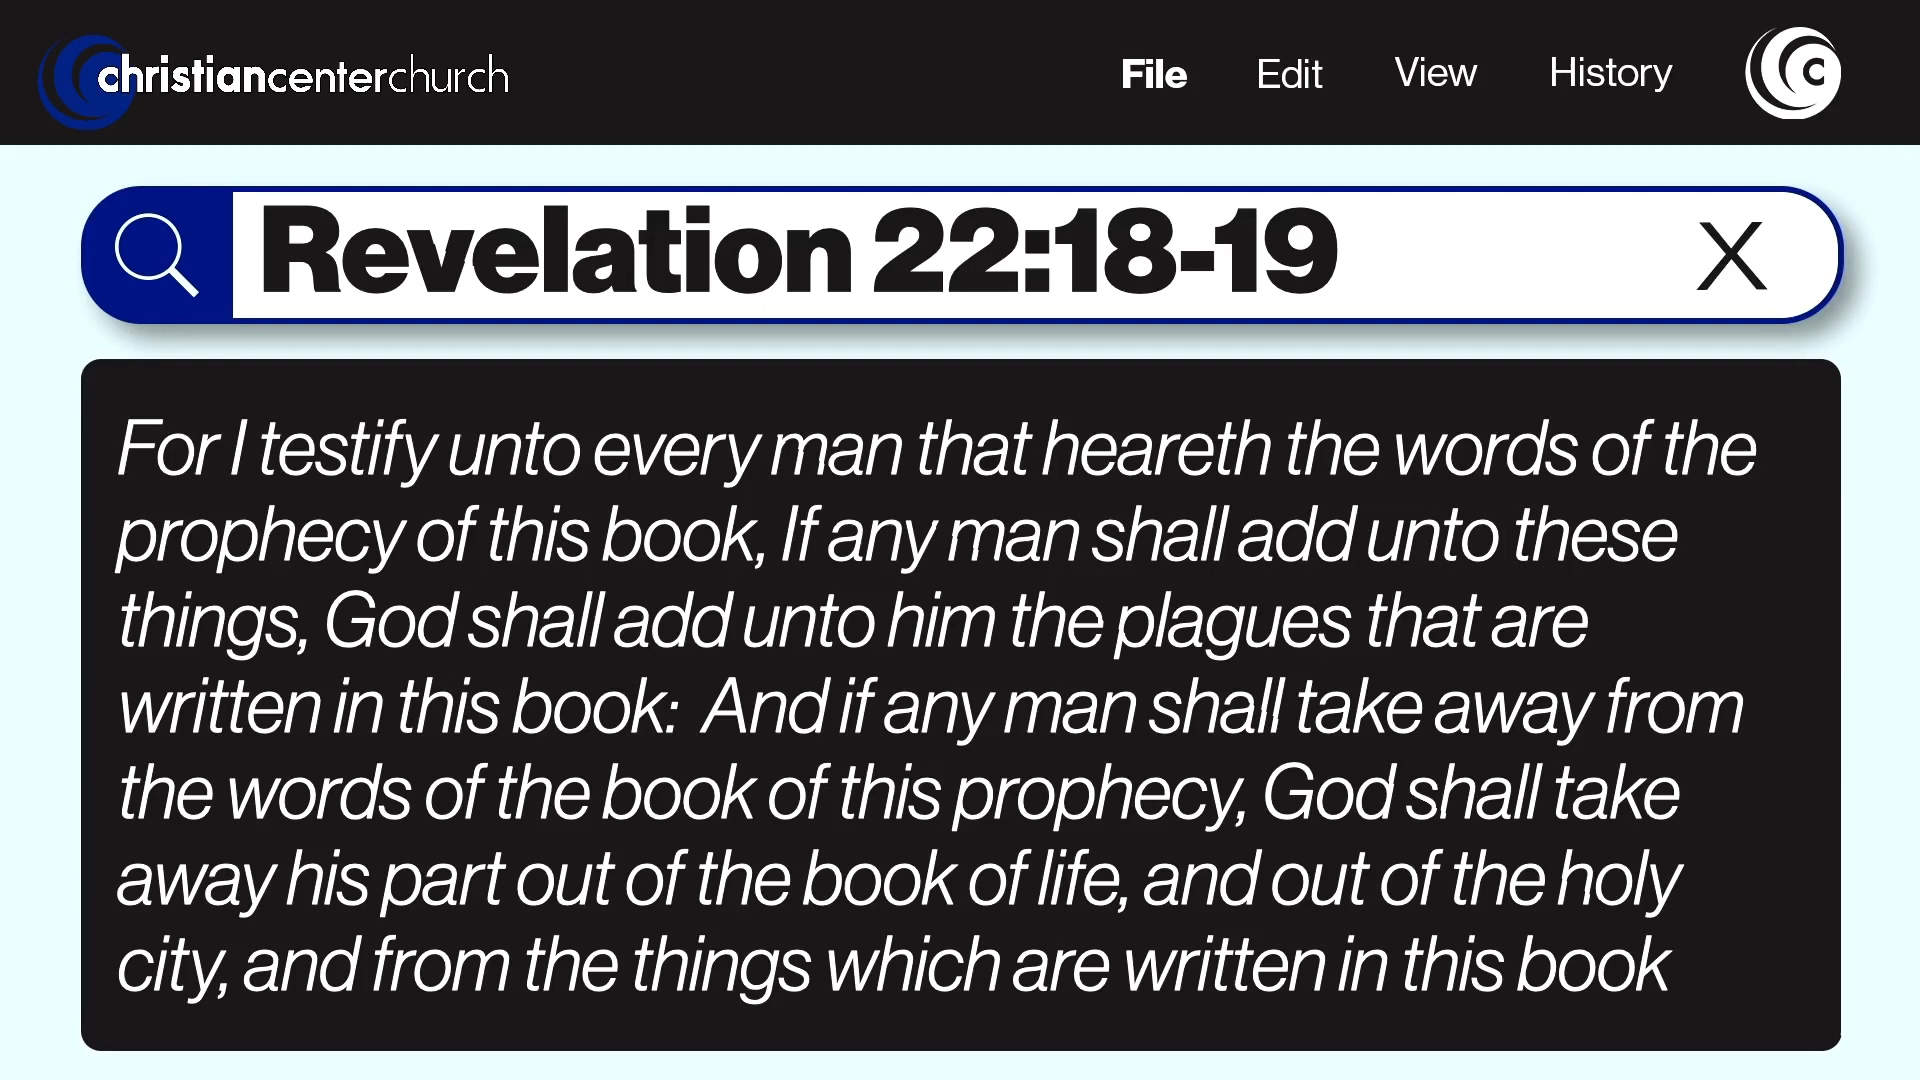 christiancenterchurch
File Edit View History
Revelation 22:18-19 X
For I testify unto every man that heareth the words of the
prophecy of this book, If any man shall add unto these
things, God shall add unto him the plagues that are
written in this book:  And if any man shall take away from
the words of the book of this prophecy, God shall take
away his part out of the book of life, and out of the holy
city, and from the things which are written in this book